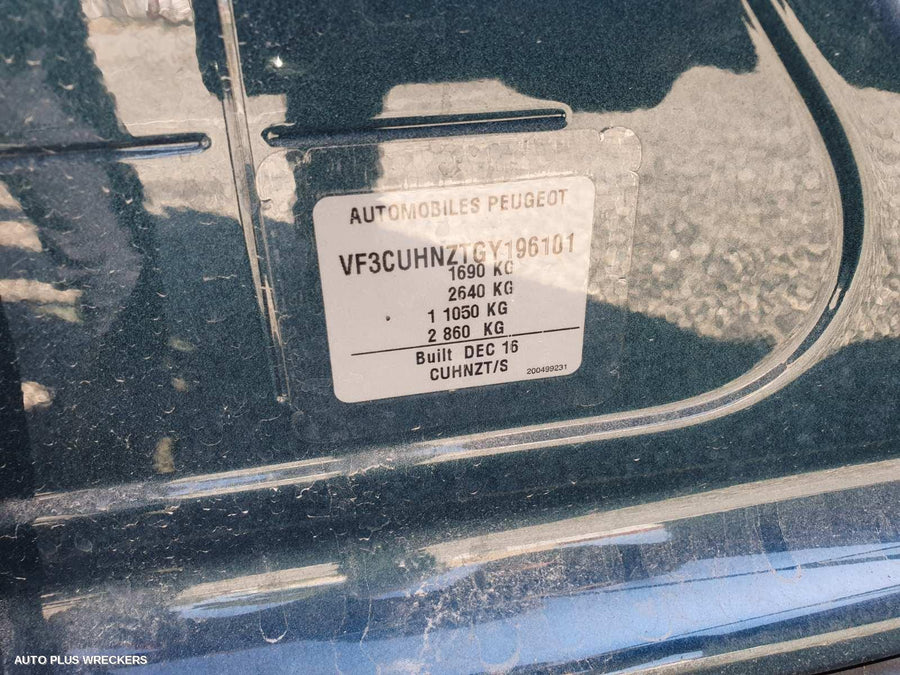 AUTOMOBILES PEUGEOT
VF3CUHNZTGY196101
1690 KG
2640 KG
1 1050 KG
2 860 KG
Built DEC 16
CUHNZT/S
200499231
AUTO PLUS WRECKERS